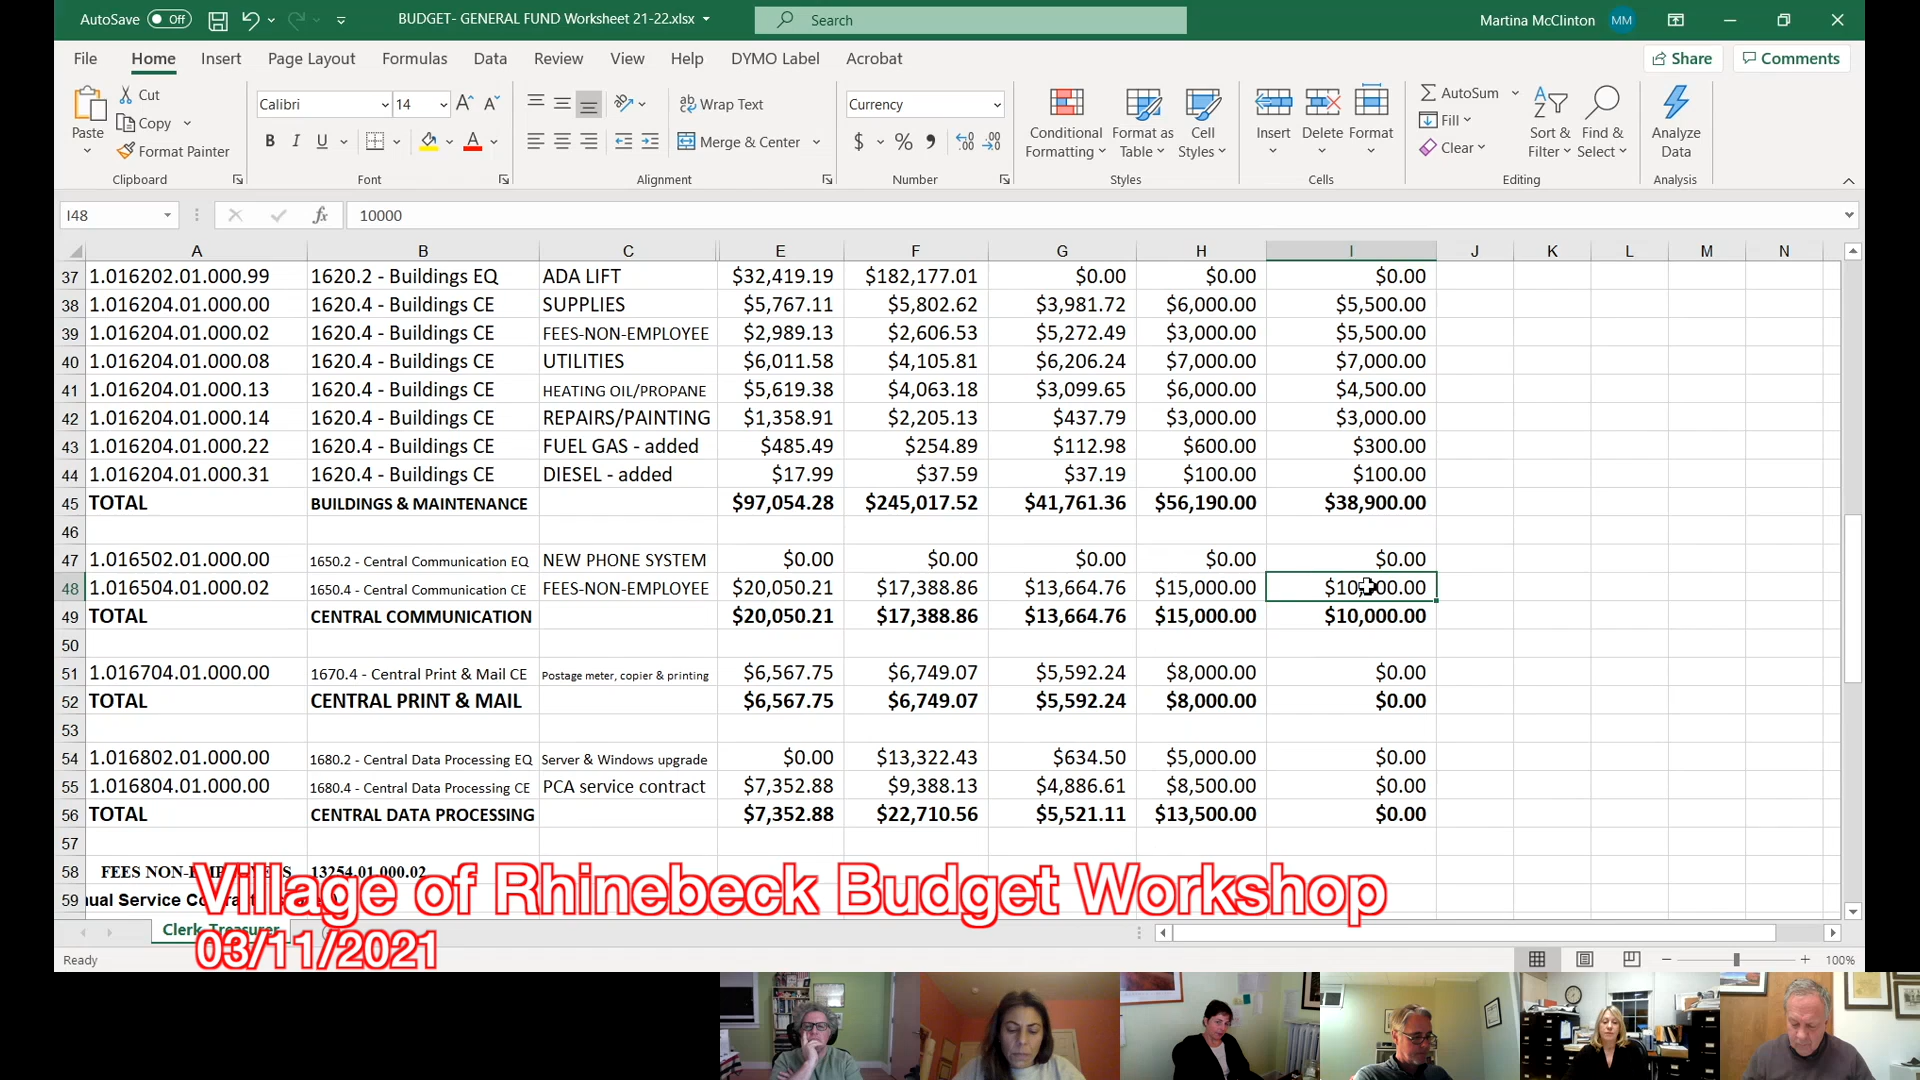 AutoSave Off BUDGET- GENERAL FUND Worksheet 21-22.xlsx Search Martina McClinton MM
File Home Insert Page Layout Formulas Data Review View Help DYMO Label Acrobat Share Comments
Paste Cut Copy Format Painter Clipboard
Calibri 14 B I U A Font
ab Wrap Text Merge & Center Alignment
Currency $ % Number
Conditional Formatting Format as Table Cell Styles Styles
Insert Delete Format Cells
AutoSum Fill Clear Sort & Filter Find & Select Editing
Analyze Data Analysis
I48 fx 10000
A B C E F G H I J K L M N
37 1.016202.01.000.99 1620.2 - Buildings EQ ADA LIFT $32,419.19 $182,177.01 $0.00 $0.00 $0.00
38 1.016204.01.000.00 1620.4 - Buildings CE SUPPLIES $5,767.11 $5,802.62 $3,981.72 $6,000.00 $5,500.00
39 1.016204.01.000.02 1620.4 - Buildings CE FEES-NON-EMPLOYEE $2,989.13 $2,606.53 $5,272.49 $3,000.00 $5,500.00
40 1.016204.01.000.08 1620.4 - Buildings CE UTILITIES $6,011.58 $4,105.81 $6,206.24 $7,000.00 $7,000.00
41 1.016204.01.000.13 1620.4 - Buildings CE HEATING OIL/PROPANE $5,619.38 $4,063.18 $3,099.65 $6,000.00 $4,500.00
42 1.016204.01.000.14 1620.4 - Buildings CE REPAIRS/PAINTING $1,358.91 $2,205.13 $437.79 $3,000.00 $3,000.00
43 1.016204.01.000.22 1620.4 - Buildings CE FUEL GAS - added $485.49 $254.89 $112.98 $600.00 $300.00
44 1.016204.01.000.31 1620.4 - Buildings CE DIESEL - added $17.99 $37.59 $37.19 $100.00 $100.00
45 TOTAL BUILDINGS & MAINTENANCE $97,054.28 $245,017.52 $41,761.36 $56,190.00 $38,900.00
46
47 1.016502.01.000.00 1650.2 - Central Communication EQ NEW PHONE SYSTEM $0.00 $0.00 $0.00 $0.00 $0.00
48 1.016504.01.000.02 1650.4 - Central Communication CE FEES-NON-EMPLOYEE $20,050.21 $17,388.86 $13,664.76 $15,000.00 $10,000.00
49 TOTAL CENTRAL COMMUNICATION $20,050.21 $17,388.86 $13,664.76 $15,000.00 $10,000.00
50
51 1.016704.01.000.00 1670.4 - Central Print & Mail CE Postage meter, copier & printing $6,567.75 $6,749.07 $5,592.24 $8,000.00 $0.00
52 TOTAL CENTRAL PRINT & MAIL $6,567.75 $6,749.07 $5,592.24 $8,000.00 $0.00
53
54 1.016802.01.000.00 1680.2 - Central Data Processing EQ Server & Windows upgrade $0.00 $13,322.43 $634.50 $5,000.00 $0.00
55 1.016804.01.000.00 1680.4 - Central Data Processing CE PCA service contract $7,352.88 $9,388.13 $4,886.61 $8,500.00 $0.00
56 TOTAL CENTRAL DATA PROCESSING $7,352.88 $22,710.56 $5,521.11 $13,500.00 $0.00
57
58 FEES 13254.01.000.02
59 Service
Village of Rhinebeck Budget Workshop
Clerk-Treasurer
03/11/2021
Ready 100%